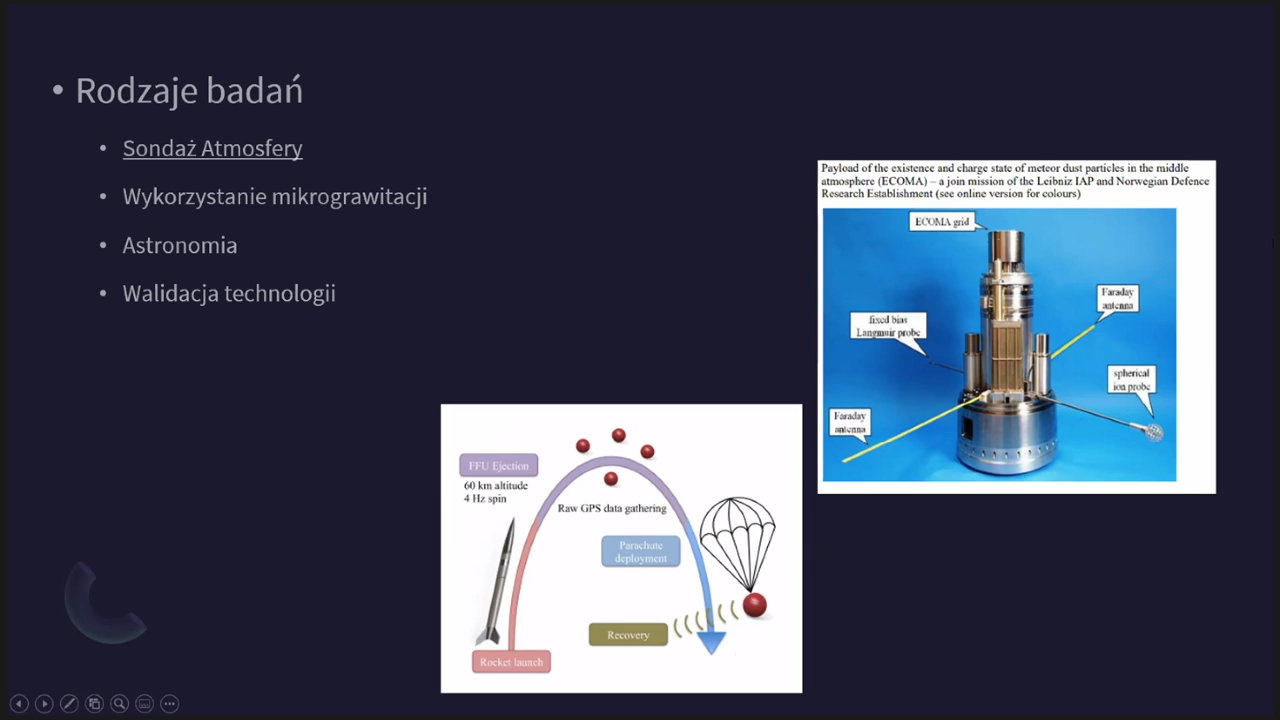 Rodzaje badań
Sondaż Atmosfery
Wykorzystanie mikrograwitacji
Astronomia
Walidacja technologii
Payload of the existence and charge state of meteor dust particles in the middle
atmosphere (ECOMA) – a join mission of the Leibniz IAP and Norwegian Defence
Research Establishment (see online version for colours)
ECOMA grid
Faraday
antenna
fixed bias
Langmuir probe
spherical
ion probe
Faraday
antenna
FFU Ejection
60 km altitude
4 Hz spin
Raw GPS data gathering
Parachute
deployment
Recovery
Rocket launch